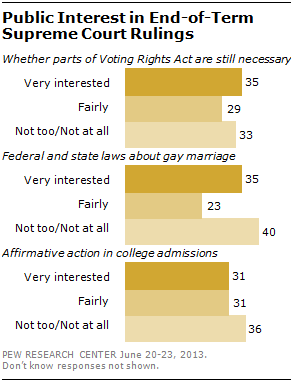 Public Interest in End-of-Term
Supreme Court Rulings
Whether parts of Voting Rights Act are still necessary
Very interested 35
Fairly 29
Not too/Not at all 33
Federal and state laws about gay marriage
Very interested 35
Fairly 23
Not too/Not at all 40
Affirmative action in college admissions
Very interested 31
Fairly 31
Not too/Not at all 36
PEW RESEARCH CENTER June 20-23, 2013.
Don't know responses not shown.